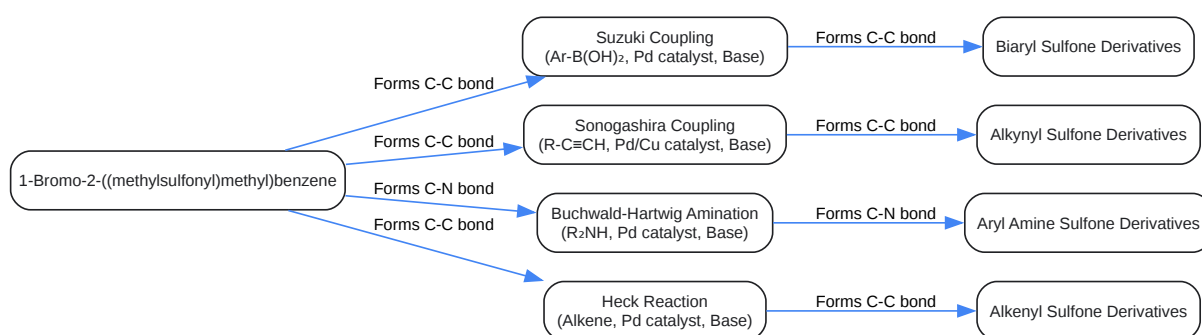 Suzuki Coupling
(Ar-B(OH)₂, Pd catalyst, Base)
Forms C-C bond
Biaryl Sulfone Derivatives
Forms C-C bond
Sonogashira Coupling
(R-C≡CH, Pd/Cu catalyst, Base)
Forms C-C bond
Alkynyl Sulfone Derivatives
Forms C-C bond
1-Bromo-2-((methylsulfonyl)methyl)benzene
Forms C-N bond
Buchwald-Hartwig Amination
(R₂NH, Pd catalyst, Base)
Forms C-N bond
Aryl Amine Sulfone Derivatives
Forms C-C bond
Heck Reaction
(Alkene, Pd catalyst, Base)
Forms C-C bond
Alkenyl Sulfone Derivatives